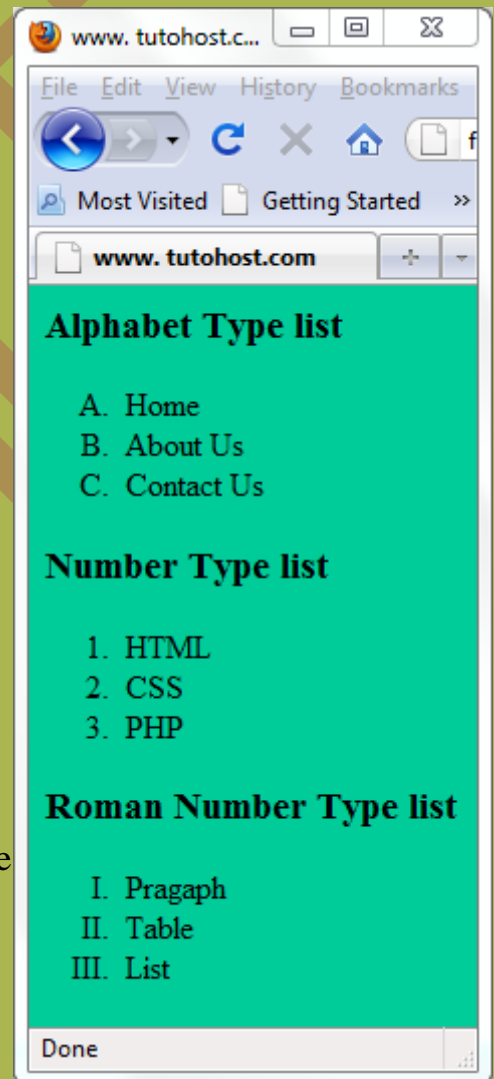 www. tutohost.c...
File Edit View History Bookmarks
f
Most Visited Getting Started »
www. tutohost.com
Alphabet Type list
A. Home
B. About Us
C. Contact Us
Number Type list
1. HTML
2. CSS
3. PHP
Roman Number Type list
e
I. Pragaph
II. Table
III. List
Done